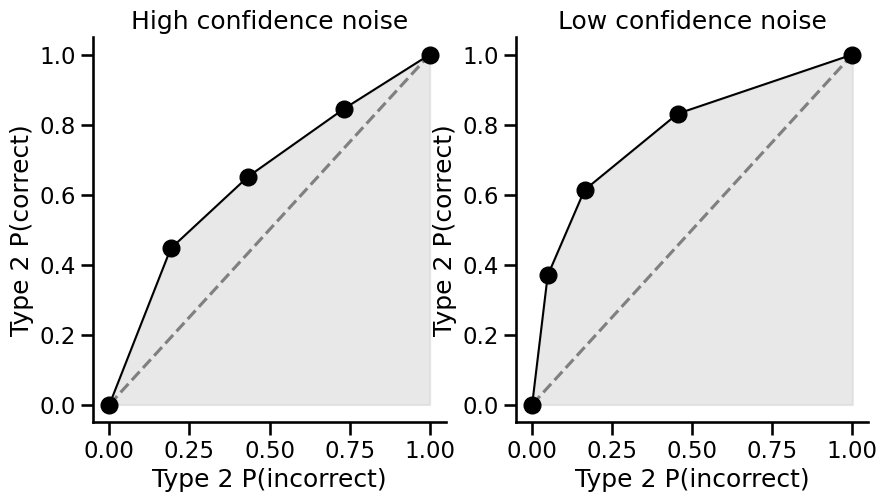 High confidence noise
Type 2 P(correct)
1.0
0.8
0.6
0.4
0.2
0.0
0.00 0.25 0.50 0.75 1.00
Type 2 P(incorrect)
Low confidence noise
Type 2 P(correct)
1.0
0.8
0.6
0.4
0.2
0.0
0.00 0.25 0.50 0.75 1.00
Type 2 P(incorrect)